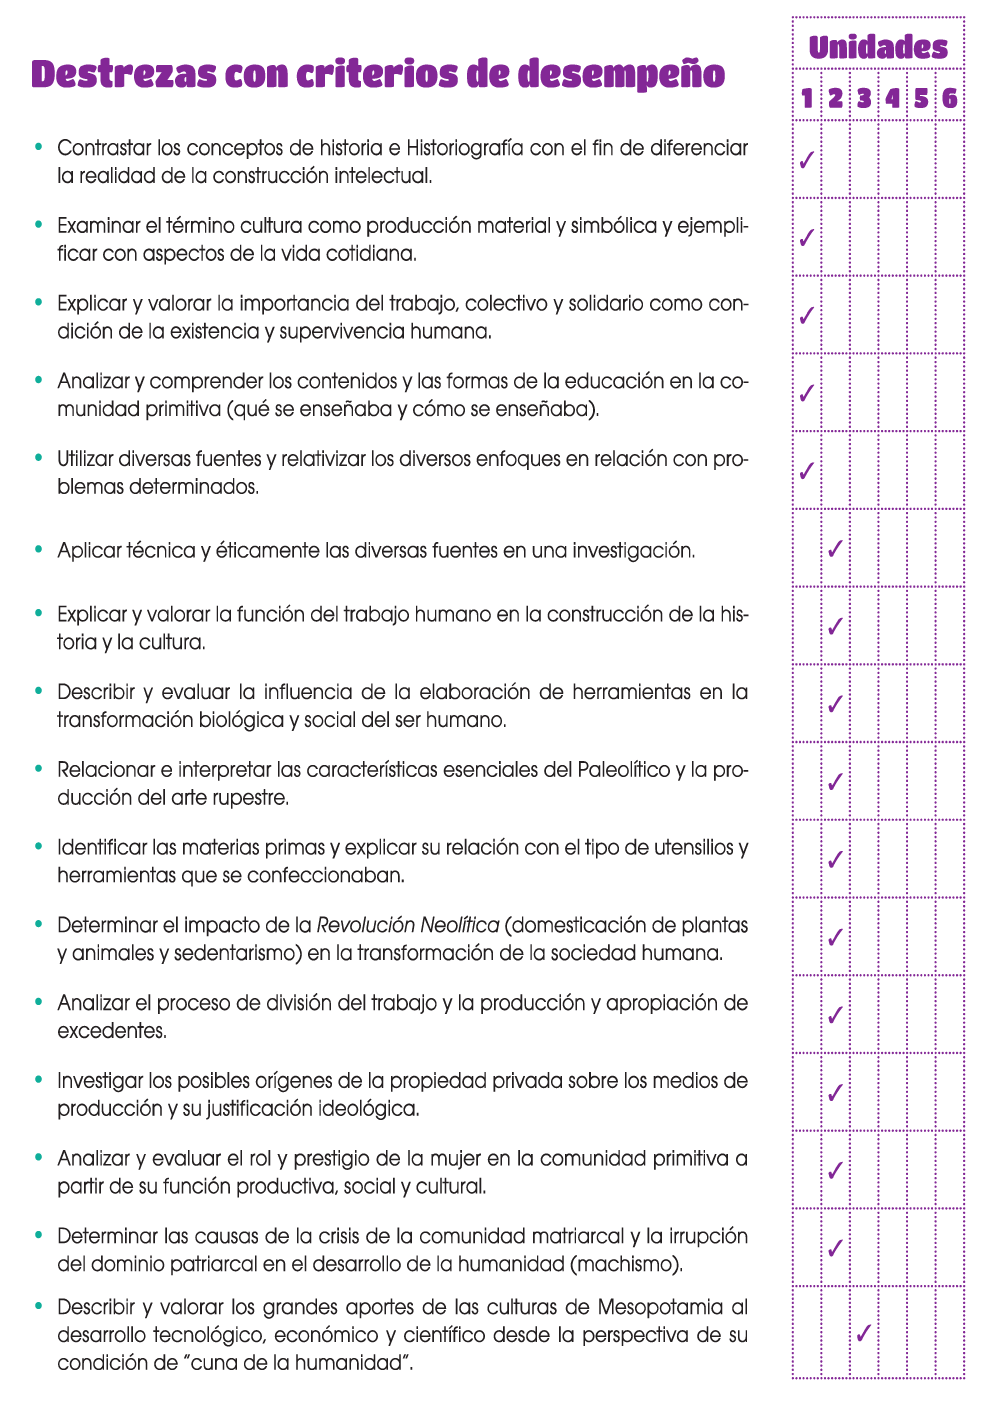 Destrezas con criterios de desempeño
Unidades
1 2 3 4 5 6
• Contrastar los conceptos de historia e Historiografía con el fin de diferenciar
la realidad de la construcción intelectual. ✓
• Examinar el término cultura como producción material y simbólica y ejempli-
ficar con aspectos de la vida cotidiana. ✓
• Explicar y valorar la importancia del trabajo, colectivo y solidario como con-
dición de la existencia y supervivencia humana. ✓
• Analizar y comprender los contenidos y las formas de la educación en la co-
munidad primitiva (qué se enseñaba y cómo se enseñaba). ✓
• Utilizar diversas fuentes y relativizar los diversos enfoques en relación con pro-
blemas determinados. ✓
• Aplicar técnica y éticamente las diversas fuentes en una investigación. ✓
• Explicar y valorar la función del trabajo humano en la construcción de la his-
toria y la cultura. ✓
• Describir y evaluar la influencia de la elaboración de herramientas en la
transformación biológica y social del ser humano. ✓
• Relacionar e interpretar las características esenciales del Paleolítico y la pro-
ducción del arte rupestre. ✓
• Identificar las materias primas y explicar su relación con el tipo de utensilios y
herramientas que se confeccionaban. ✓
• Determinar el impacto de la Revolución Neolítica (domesticación de plantas
y animales y sedentarismo) en la transformación de la sociedad humana. ✓
• Analizar el proceso de división del trabajo y la producción y apropiación de
excedentes. ✓
• Investigar los posibles orígenes de la propiedad privada sobre los medios de
producción y su justificación ideológica. ✓
• Analizar y evaluar el rol y prestigio de la mujer en la comunidad primitiva a
partir de su función productiva, social y cultural. ✓
• Determinar las causas de la crisis de la comunidad matriarcal y la irrupción
del dominio patriarcal en el desarrollo de la humanidad (machismo). ✓
• Describir y valorar los grandes aportes de las culturas de Mesopotamia al
desarrollo tecnológico, económico y científico desde la perspectiva de su ✓
condición de “cuna de la humanidad”.